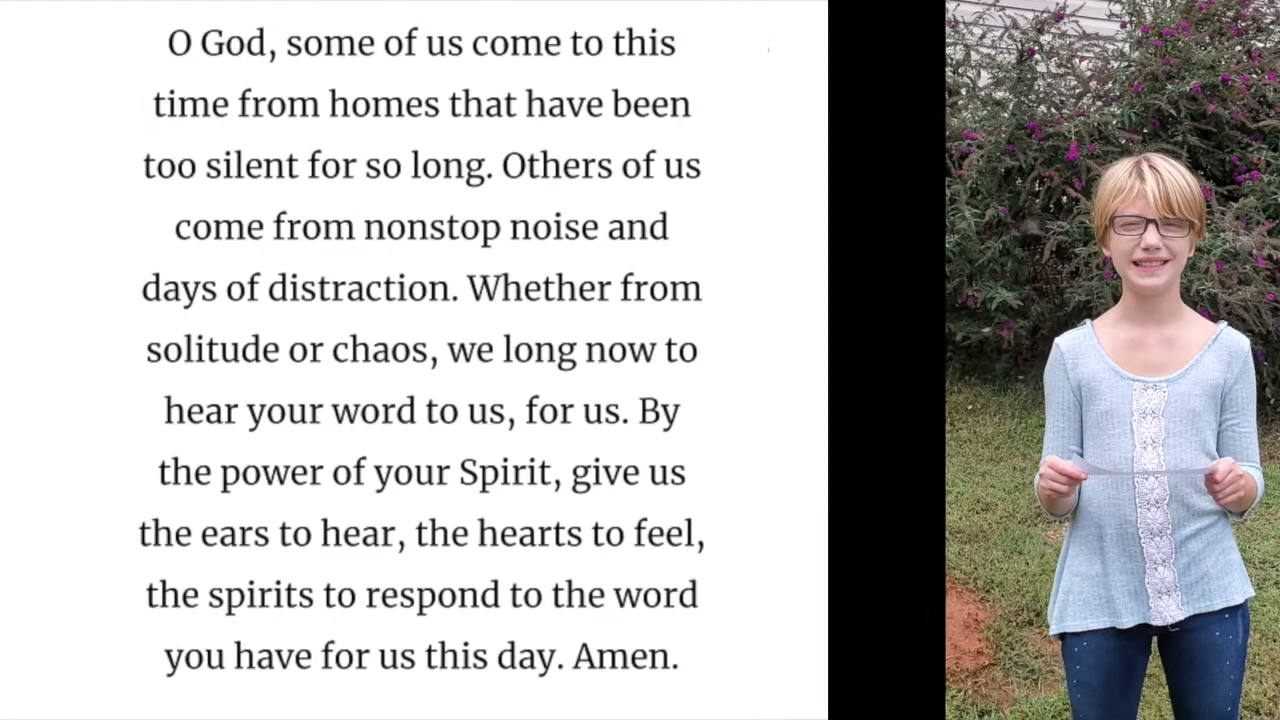 O God, some of us come to this
time from homes that have been
too silent for so long. Others of us
come from nonstop noise and
days of distraction. Whether from
solitude or chaos, we long now to
hear your word to us, for us. By
the power of your Spirit, give us
the ears to hear, the hearts to feel,
the spirits to respond to the word
you have for us this day. Amen.